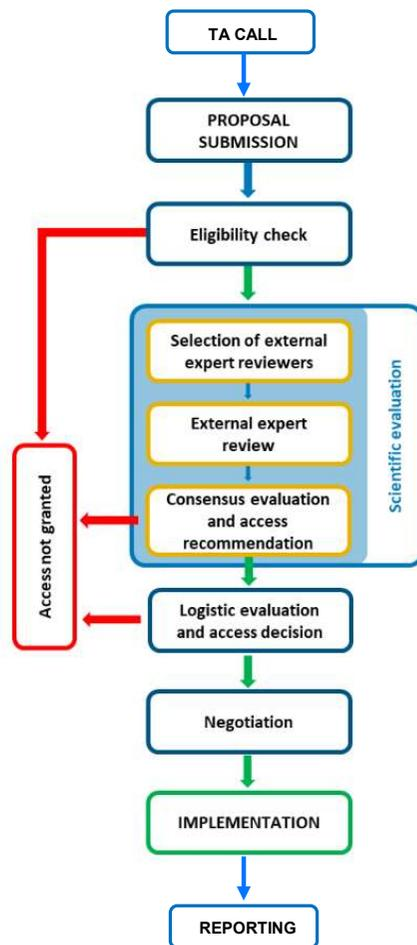 TA CALL
PROPOSAL
SUBMISSION
Eligibility check
Selection of external
expert reviewers
External expert
review
Consensus evaluation
and access
recommendation
Scientific evaluation
Access not granted
Logistic evaluation
and access decision
Negotiation
IMPLEMENTATION
REPORTING